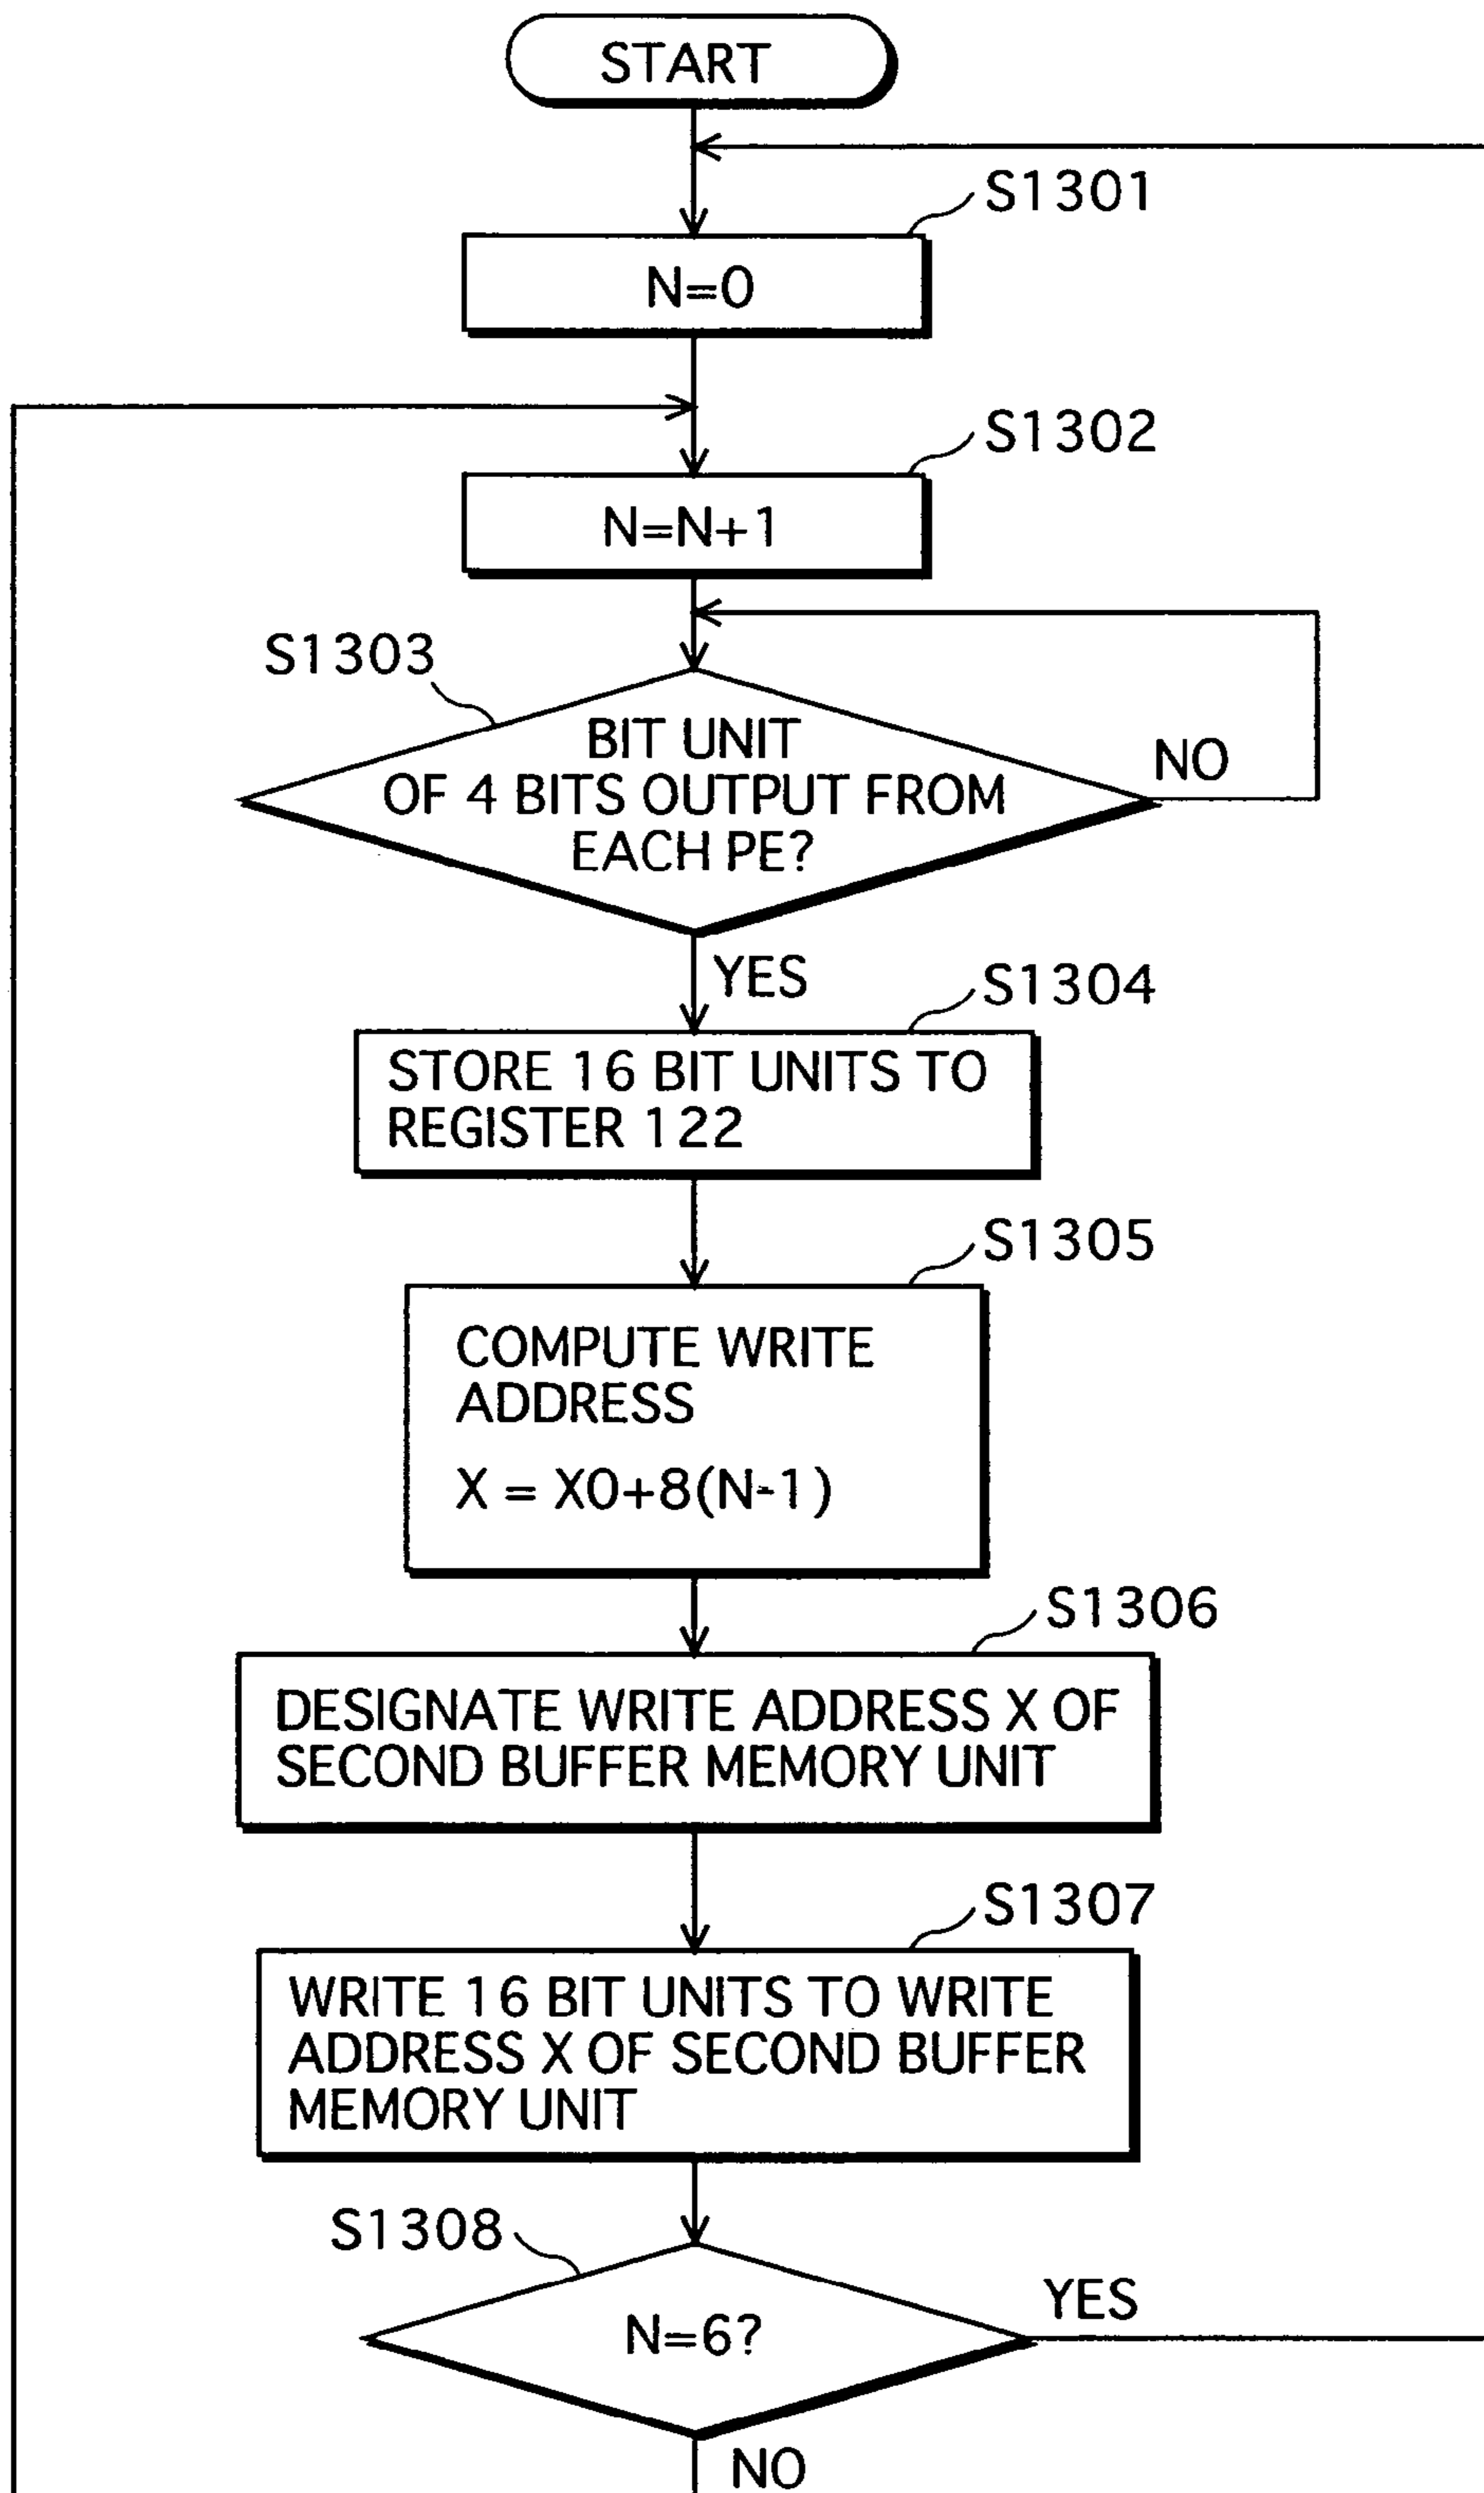 START
S1301
N=0
S1302
N=N+1
S1303
BIT UNIT
OF 4 BITS OUTPUT FROM
EACH PE?
NO
YES
S1304
STORE 16 BIT UNITS TO
REGISTER 122
S1305
COMPUTE WRITE
ADDRESS
X = X0+8(N-1)
S1306
DESIGNATE WRITE ADDRESS X OF
SECOND BUFFER MEMORY UNIT
S1307
WRITE 16 BIT UNITS TO WRITE
ADDRESS X OF SECOND BUFFER
MEMORY UNIT
S1308
N=6?
YES
NO